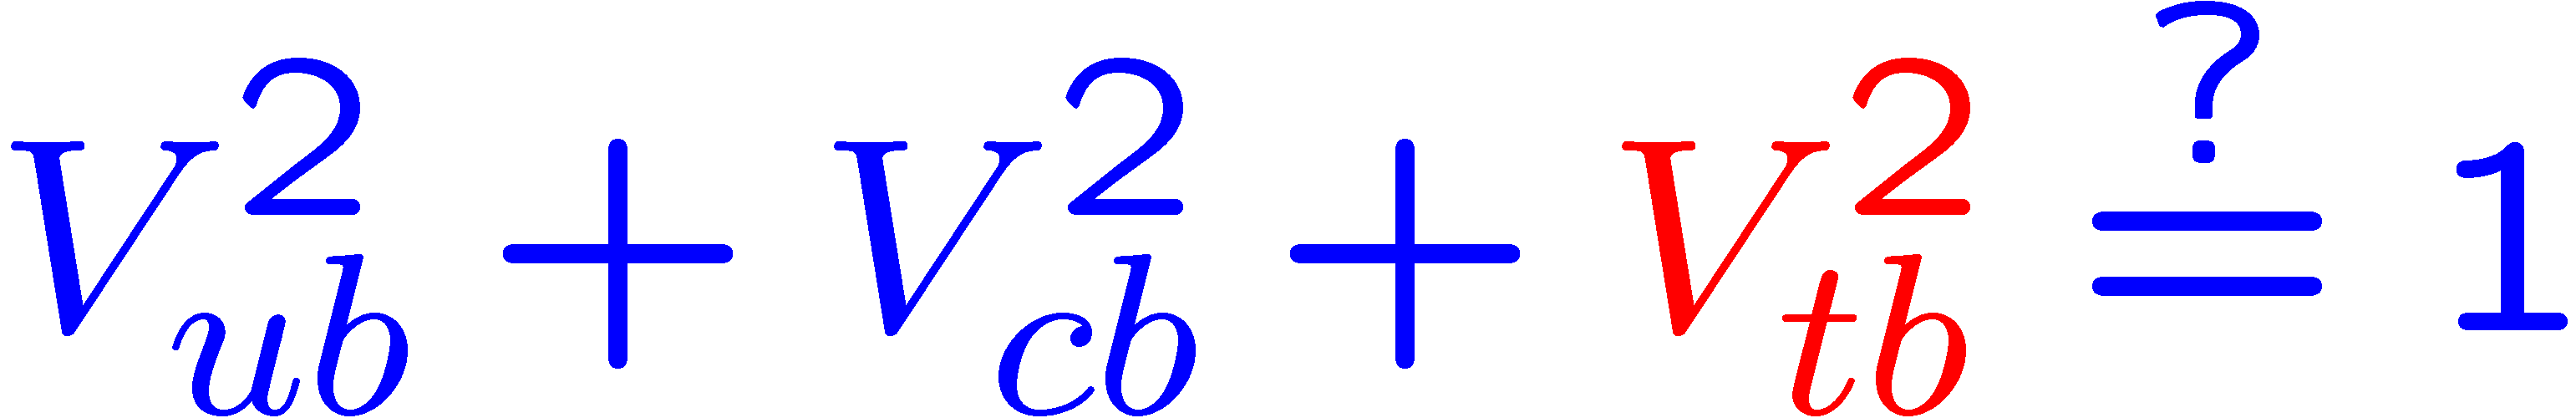 $V_{ub}^2 + V_{cb}^2 + V_{tb}^2 \stackrel{?}{=} 1$